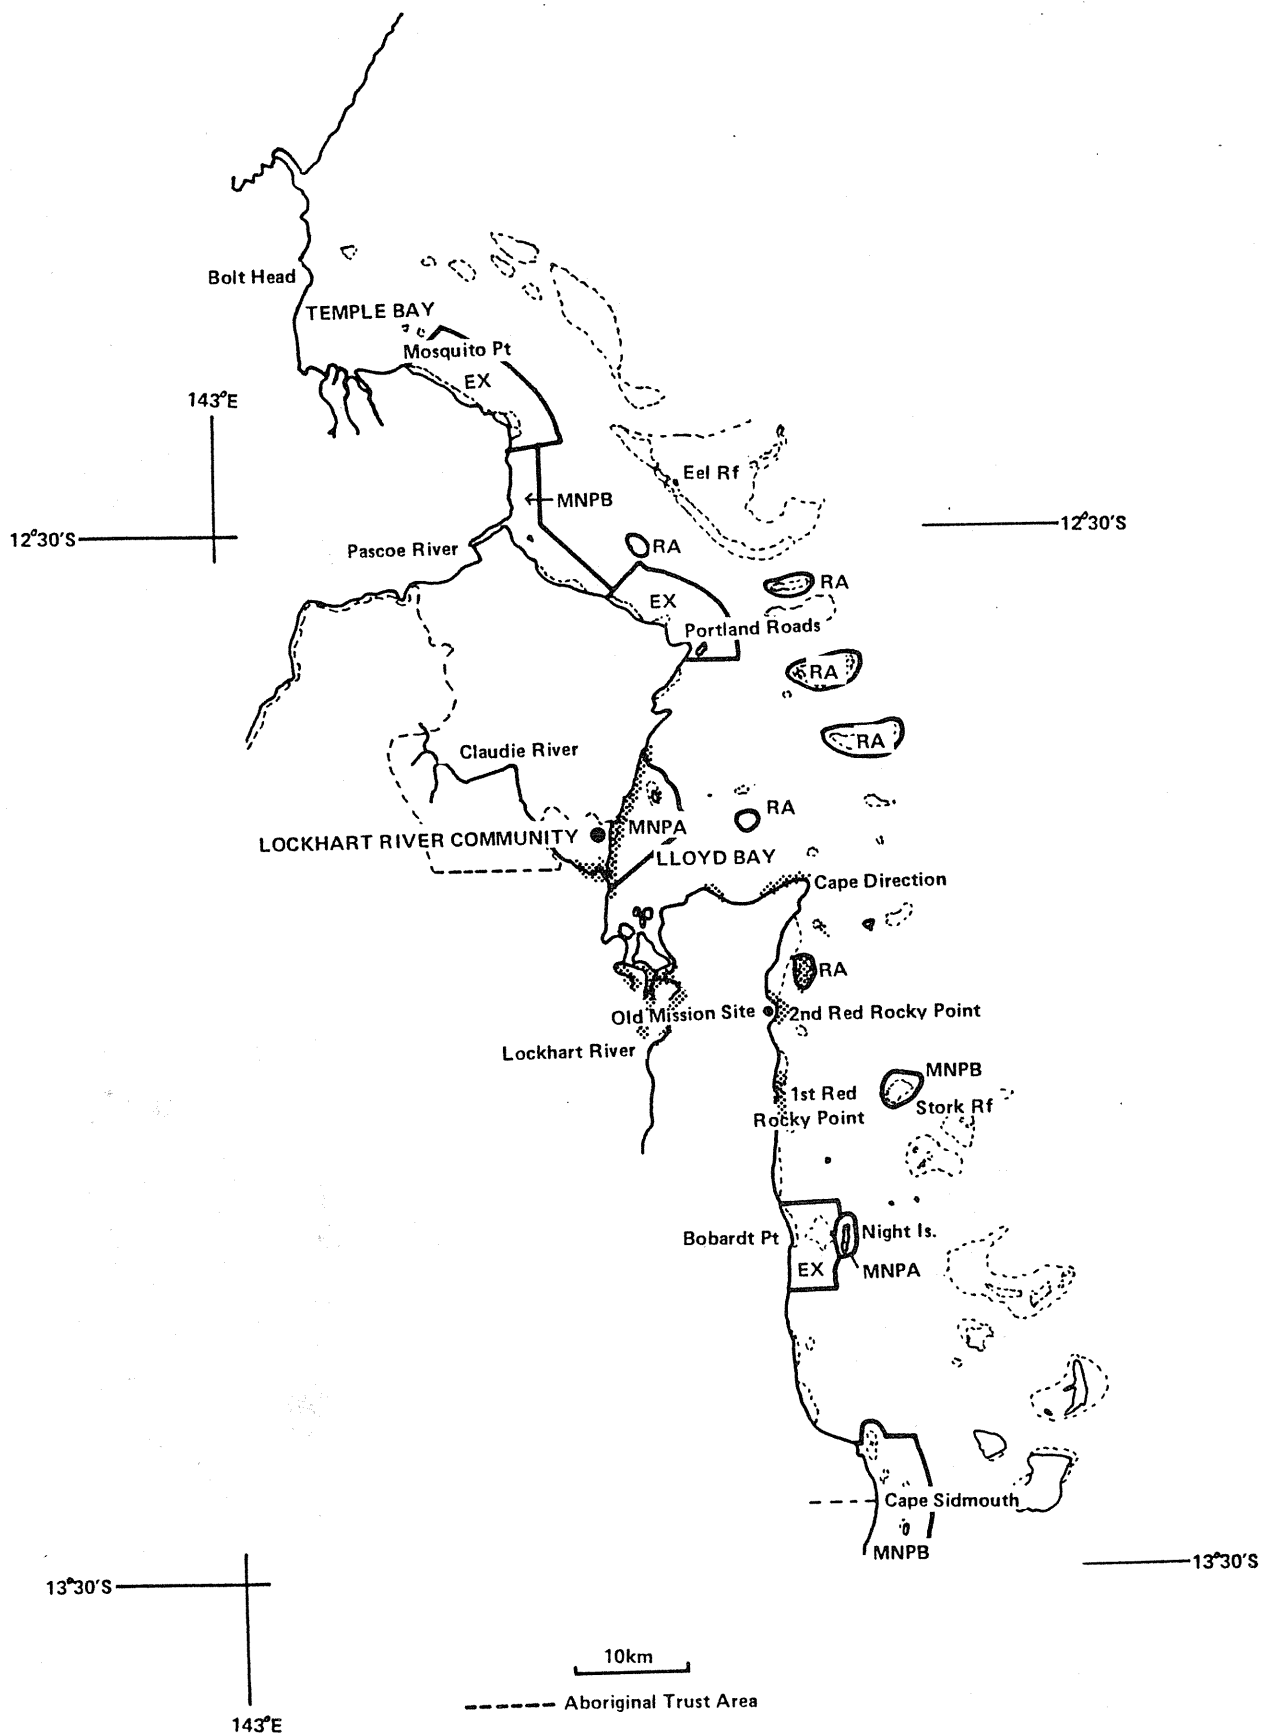 Bolt Head
TEMPLE BAY
Mosquito Pt
EX
143°E
Eel Rf
MNPB
12°30'S
12°30'S
Pascoe River
RA
RA
EX
Portland Roads
RA
RA
Claudie River
RA
MNPA
LOCKHART RIVER COMMUNITY
LLOYD BAY
Cape Direction
RA
Old Mission Site
2nd Red Rocky Point
Lockhart River
MNPB
1st Red
Rocky Point
Stork Rf
Bobardt Pt
Night Is.
EX
MNPA
Cape Sidmouth
MNPB
13°30'S
13°30'S
10km
Aboriginal Trust Area
143°E